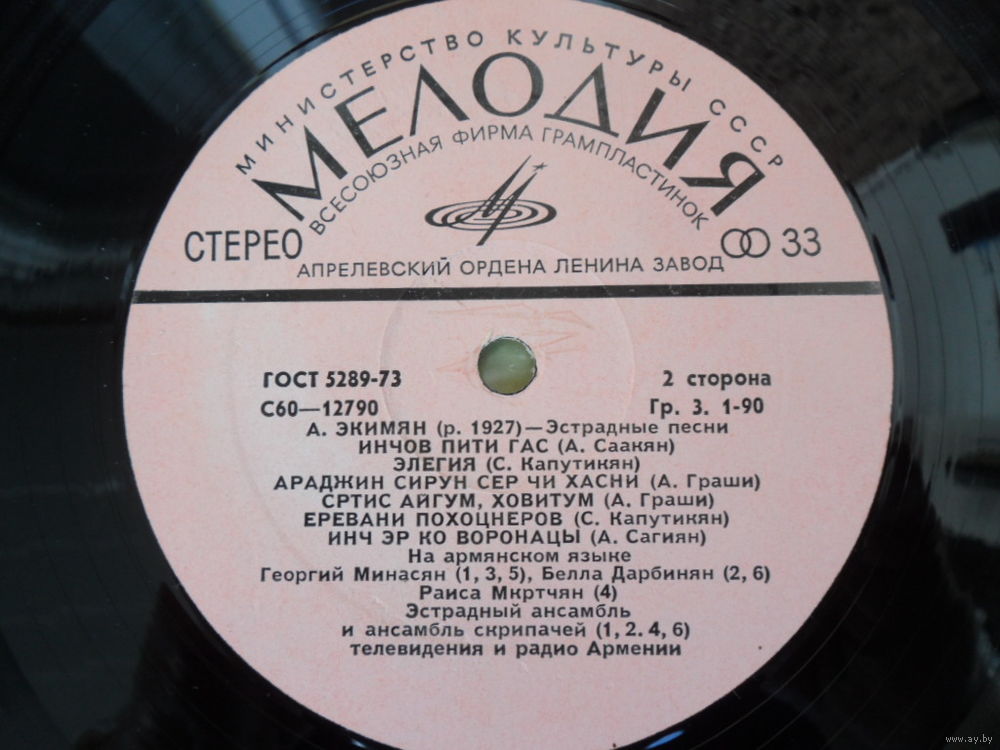 МИНИСТЕРСТВО КУЛЬТУРЫ СССР
МЕЛОДИЯ
ВСЕСОЮЗНАЯ ФИРМА ГРАМПЛАСТИНОК
СТЕРЕО 33
АПРЕЛЕВСКИЙ ОРДЕНА ЛЕНИНА ЗАВОД
ГОСТ 5289-73 2 сторона
С60—12790 Гр. 3. 1-90
А. ЭКИМЯН (р. 1927)—Эстрадные песни
ИНЧОВ ПИТИ ГАС (А. Саакян)
ЭЛЕГИЯ (С. Капутикян)
АРАДЖИН СИРУН СЕР ЧИ ХАСНИ (А. Граши)
СРТИС АЙГУМ, ХОВИТУМ (А. Граши)
ЕРЕВАНИ ПОХОЦНЕРОВ (С. Капутикян)
ИНЧ ЭР КО ВОРОНАЦЫ (А. Сагиян)
На армянском языке
Георгий Минасян (1, 3, 5), Белла Дарбинян (2, 6)
Раиса Мкртчян (4)
Эстрадный ансамбль
и ансамбль скрипачей (1, 2. 4, 6)
телевидения и радио Армении
www.ay.by